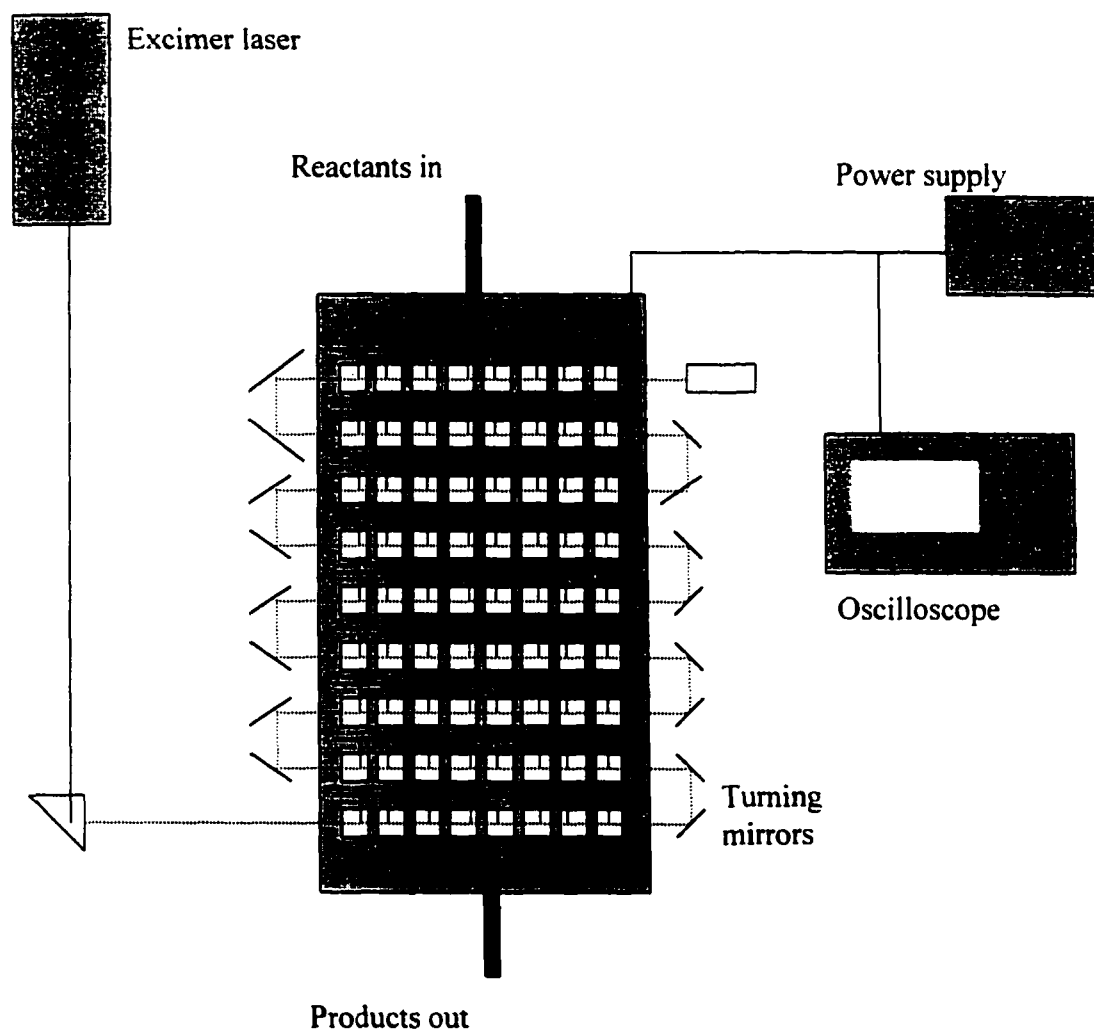 Excimer laser
Reactants in
Power supply
Oscilloscope
Turning
mirrors
Products out